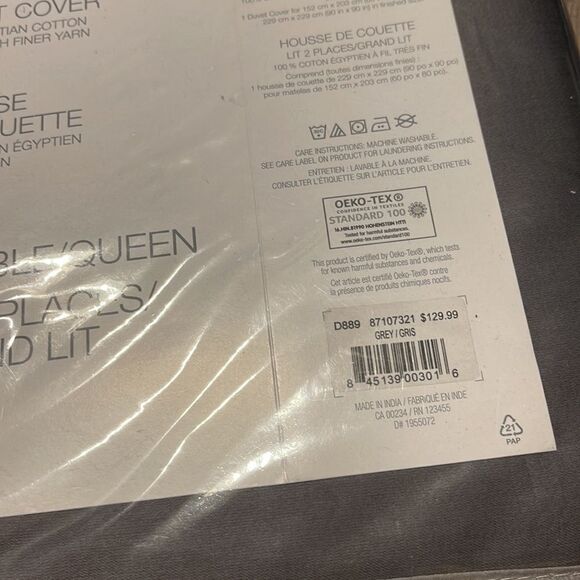 T COVER
TIAN COTTON
H FINER YARN
SE
QUETTE
N ÉGYPTIEN
N
BLE/QUEEN
PLACES/
ND LIT
1 Duvet Cover for 152 cm x 203 cm
229 cm x 229 cm (90 in x 90 in) in finished size.
HOUSSE DE COUETTE
LIT 2 PLACES/GRAND LIT
100 % COTON ÉGYPTIEN À FIL TRÈS FIN
Comprend (toutes dimensions finies) :
1 housse de couette de 229 cm x 229 cm (90 po x 90 po)
pour matelas de 152 cm x 203 cm (60 po x 80 po).
CARE INSTRUCTIONS: MACHINE WASHABLE.
SEE CARE LABEL ON PRODUCT FOR LAUNDERING INSTRUCTIONS.
ENTRETIEN : LAVABLE À LA MACHINE.
CONSULTER L'ÉTIQUETTE SUR L'ARTICLE POUR L'ENTRETIEN.
OEKO-TEX®
CONFIDENCE IN TEXTILES
STANDARD 100
16.HIN.81990 HOHENSTEIN HTTI
Tested for harmful substances.
www.oeko-tex.com/standard100
This product is certified by Oeko-Tex®, which tests
for known harmful substances and chemicals.
Cet article est certifié Oeko-Tex® contre
la présence de produits chimiques nocifs.
D889 87107321 $129.99
GREY/GRIS
8 45139 00301 6
MADE IN INDIA / FABRIQUÉ EN INDE
CA 00234 / RN 123455
D# 1955072
21
PAP